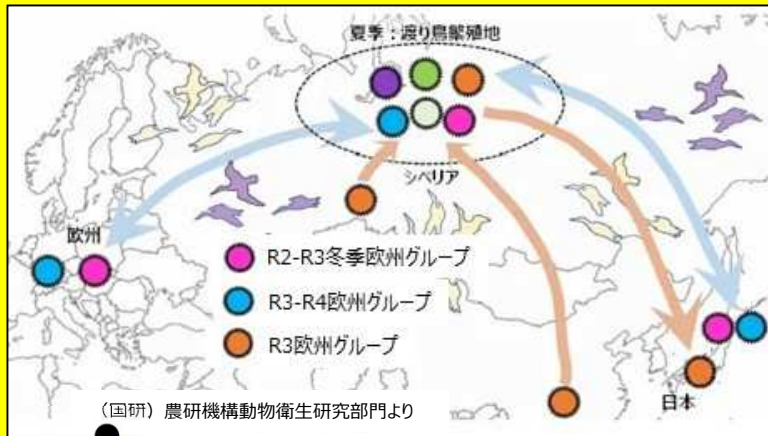 夏季：渡り鳥繁殖地
シベリア
欧州
R2-R3冬季欧州グループ
R3-R4欧州グループ
R3欧州グループ
日本
（国研）農研機構動物衛生研究部門より